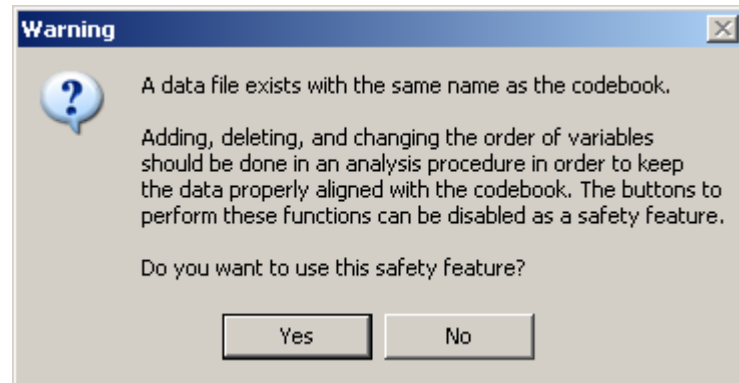 Warning
A data file exists with the same name as the codebook.
Adding, deleting, and changing the order of variables
should be done in an analysis procedure in order to keep
the data properly aligned with the codebook. The buttons to
perform these functions can be disabled as a safety feature.
Do you want to use this safety feature?
Yes
No